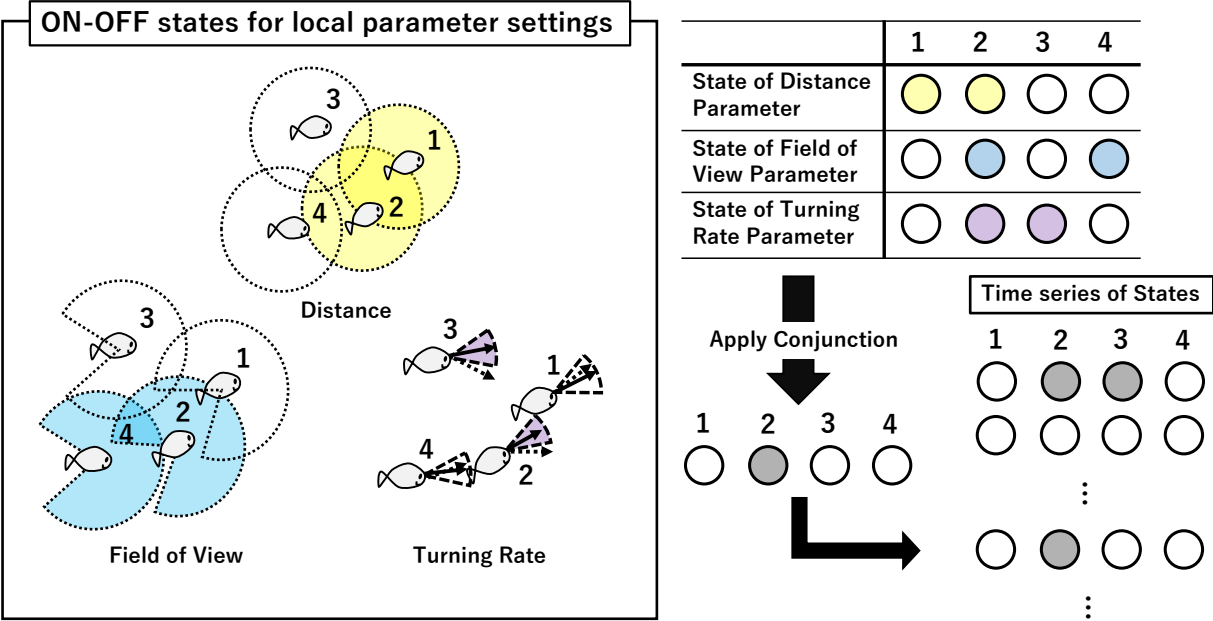 ON-OFF states for local parameter settings
3
1
4
2
Distance
3
1
2
4
Field of View
3
1
4
2
Turning Rate
1 2 3 4
State of Distance
Parameter
State of Field of
View Parameter
State of Turning
Rate Parameter
Apply Conjunction
1 2 3 4
Time series of States
1 2 3 4
⋮
⋮